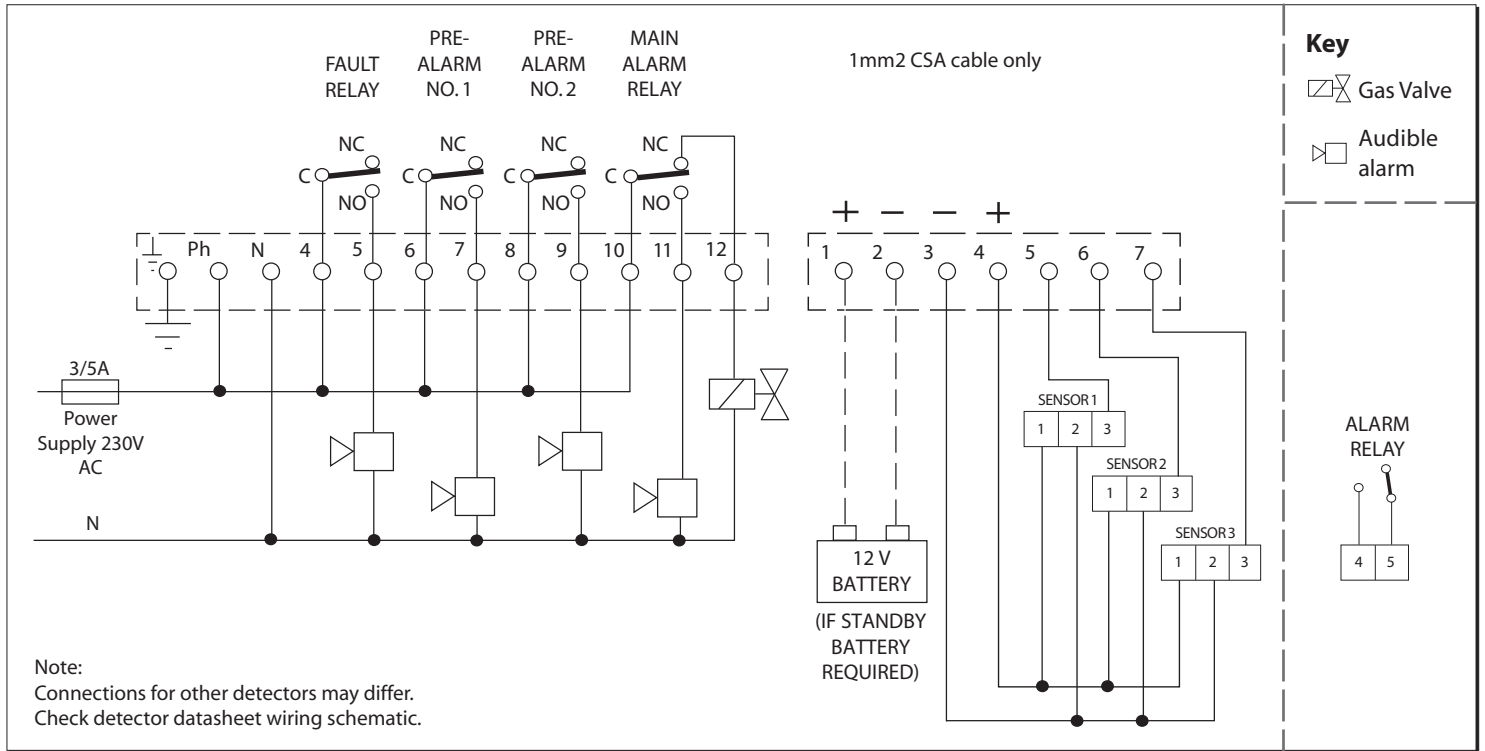 FAULT
RELAY
PRE-
ALARM
NO. 1
PRE-
ALARM
NO. 2
MAIN
ALARM
RELAY
1mm2 CSA cable only
NC
C
NO
NC
C
NO
NC
C
NO
NC
C
NO
Ph N 4 5 6 7 8 9 10 11 12
+ − − +
1 2 3 4 5 6 7
3/5A
Power
Supply 230V
AC
N
12 V
BATTERY
(IF STANDBY
BATTERY
REQUIRED)
SENSOR 1
1 2 3
SENSOR 2
1 2 3
SENSOR 3
1 2 3
Note:
Connections for other detectors may differ.
Check detector datasheet wiring schematic.
Key
Gas Valve
Audible
alarm
ALARM
RELAY
4 5